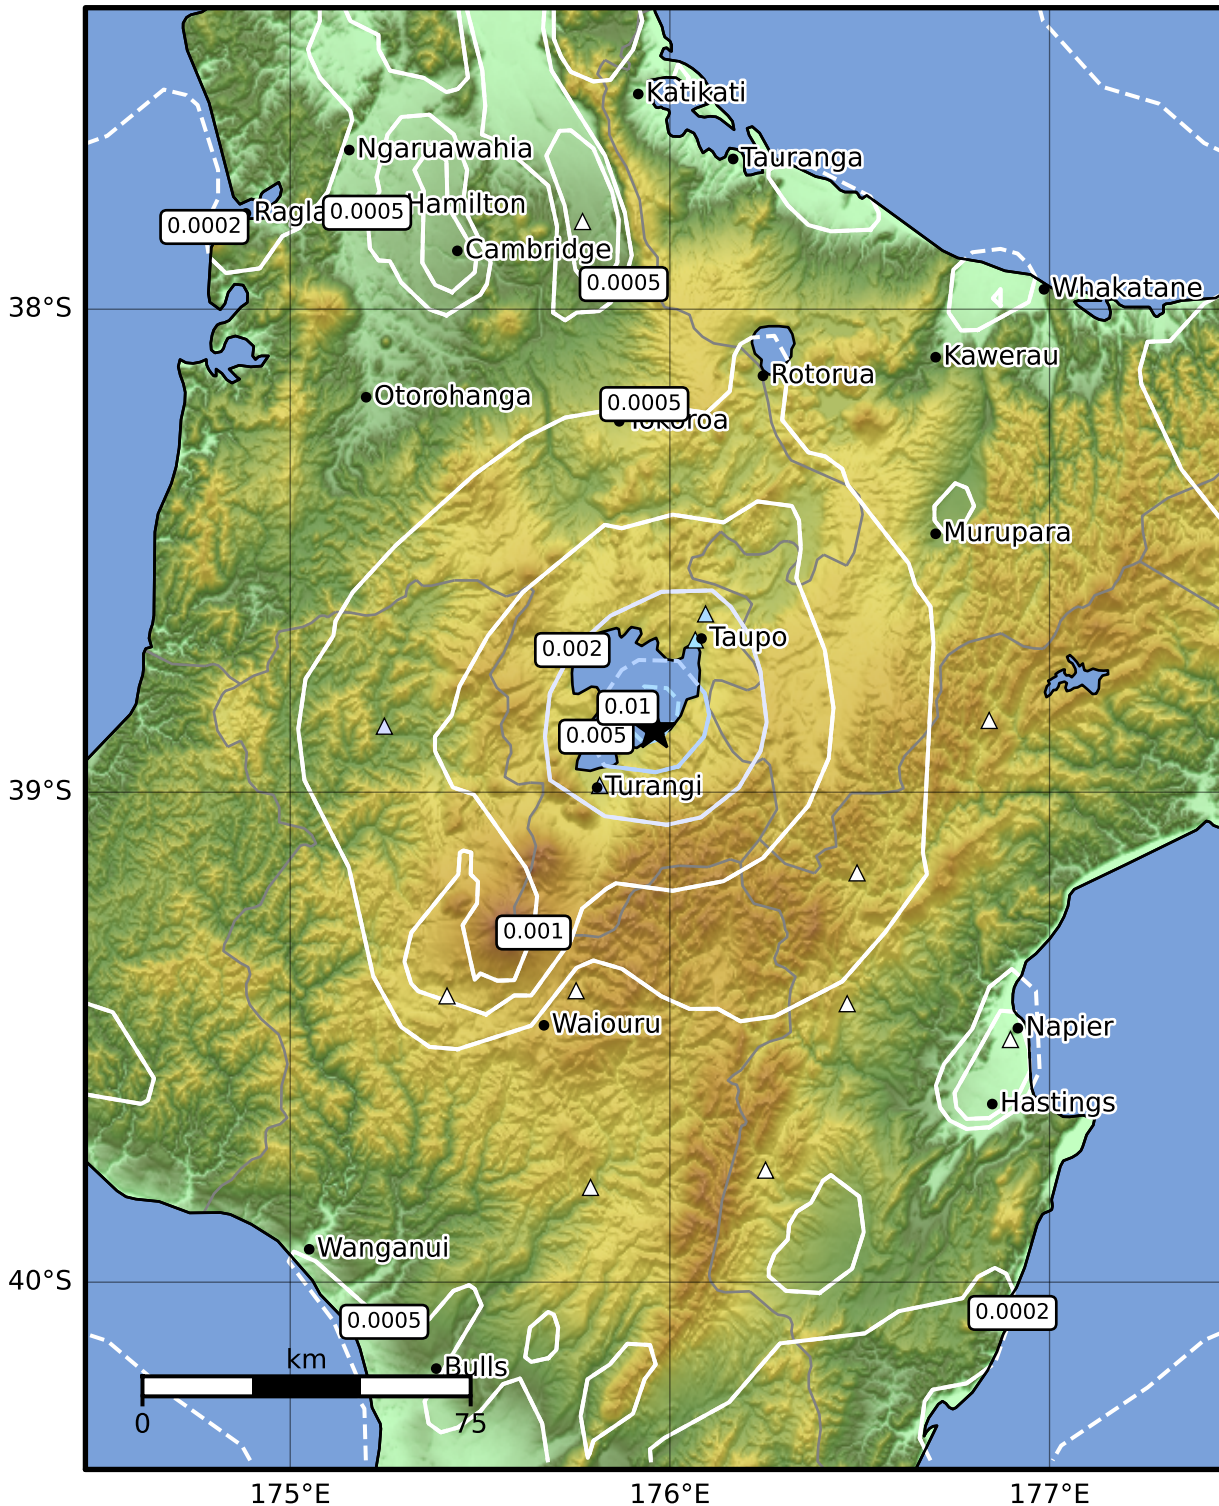 Katikati
Ngaruawahia
Tauranga
Hamilton
0.0005
Ragla
0.0002
Cambridge
0.0005
Whakatane
38°S
Kawerau
Rotorua
Otorohanga
0.0005
Murupara
Taupo
0.002
0.01
0.005
Turangi
39°S
0.001
Waiouru
Napier
Hastings
Wanganui
40°S
0.0002
0.0005
km
Bulls
0
75
175°E
176°E
177°E